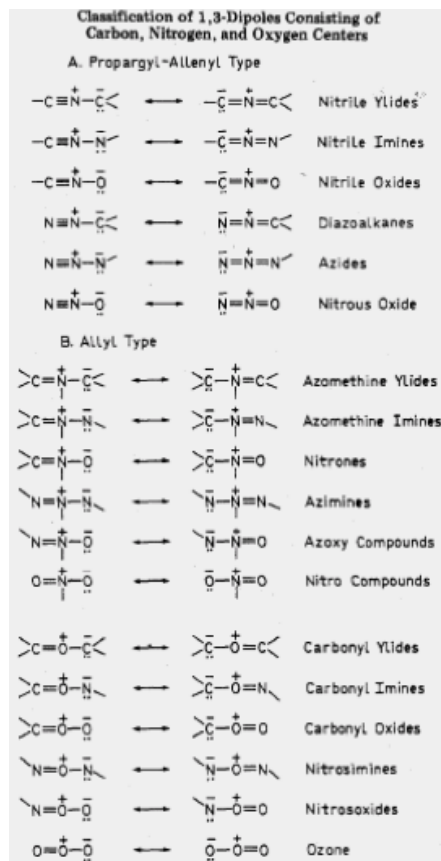 Classification of 1,3-Dipoles Consisting of
Carbon, Nitrogen, and Oxygen Centers
A. Propargyl-Allenyl Type
−C≡N⁺−C̤̄< ↔ −C̤̄=N⁺=C< Nitrile Ylides
−C≡N⁺−N̤̄− ↔ −C̤̄=N⁺=N− Nitrile Imines
−C≡N⁺−Ō̤ ↔ −C̤̄=N⁺=O Nitrile Oxides
N≡N⁺−C̤̄< ↔ N̤̄=N⁺=C< Diazoalkanes
N≡N⁺−N̤̄− ↔ N̤̄=N⁺=N− Azides
N≡N⁺−Ō̤ ↔ N̤̄=N⁺=O Nitrous Oxide
B. Allyl Type
>C=N⁺−C̤̄< ↔ >C̤̄−N⁺=C< Azomethine Ylides
>C=N⁺−N̤̄− ↔ >C̤̄−N⁺=N− Azomethine Imines
>C=N⁺−Ō̤ ↔ >C̤̄−N⁺=O Nitrones
−N=N⁺−N̤̄− ↔ −N̤̄−N⁺=N− Azimines
−N=N⁺−Ō̤ ↔ −N̤̄−N⁺=O Azoxy Compounds
O=N⁺−Ō̤ ↔ Ō̤−N⁺=O Nitro Compounds
>C=O⁺−C̤̄< ↔ >C̤̄−O⁺=C< Carbonyl Ylides
>C=O⁺−N̤̄− ↔ >C̤̄−O⁺=N− Carbonyl Imines
>C=O⁺−Ō̤ ↔ >C̤̄−O⁺=O Carbonyl Oxides
−N=O⁺−N̤̄− ↔ −N̤̄−O⁺=N− Nitrosimines
−N=O⁺−Ō̤ ↔ −N̤̄−O⁺=O Nitrosoxides
O=O⁺−Ō̤ ↔ Ō̤−O⁺=O Ozone